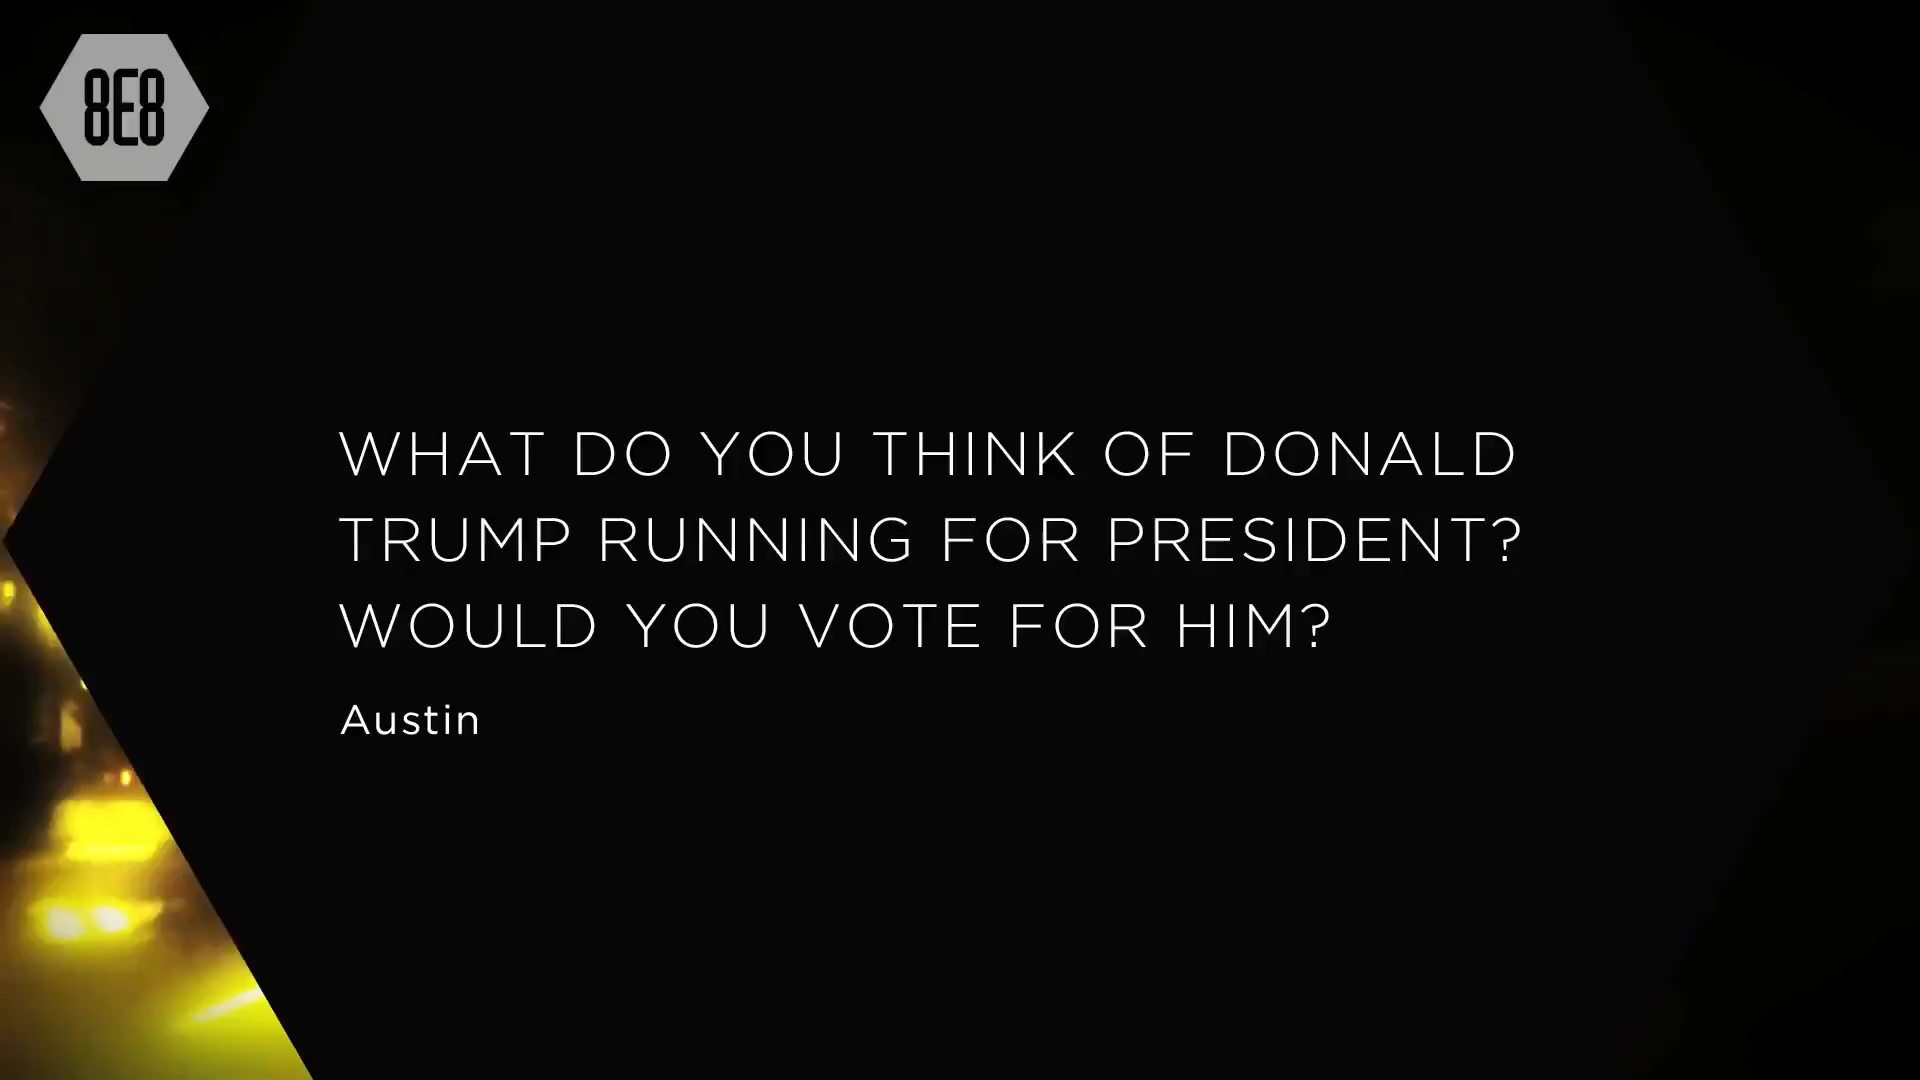 8E8
WHAT DO YOU THINK OF DONALD
TRUMP RUNNING FOR PRESIDENT?
WOULD YOU VOTE FOR HIM?
Austin